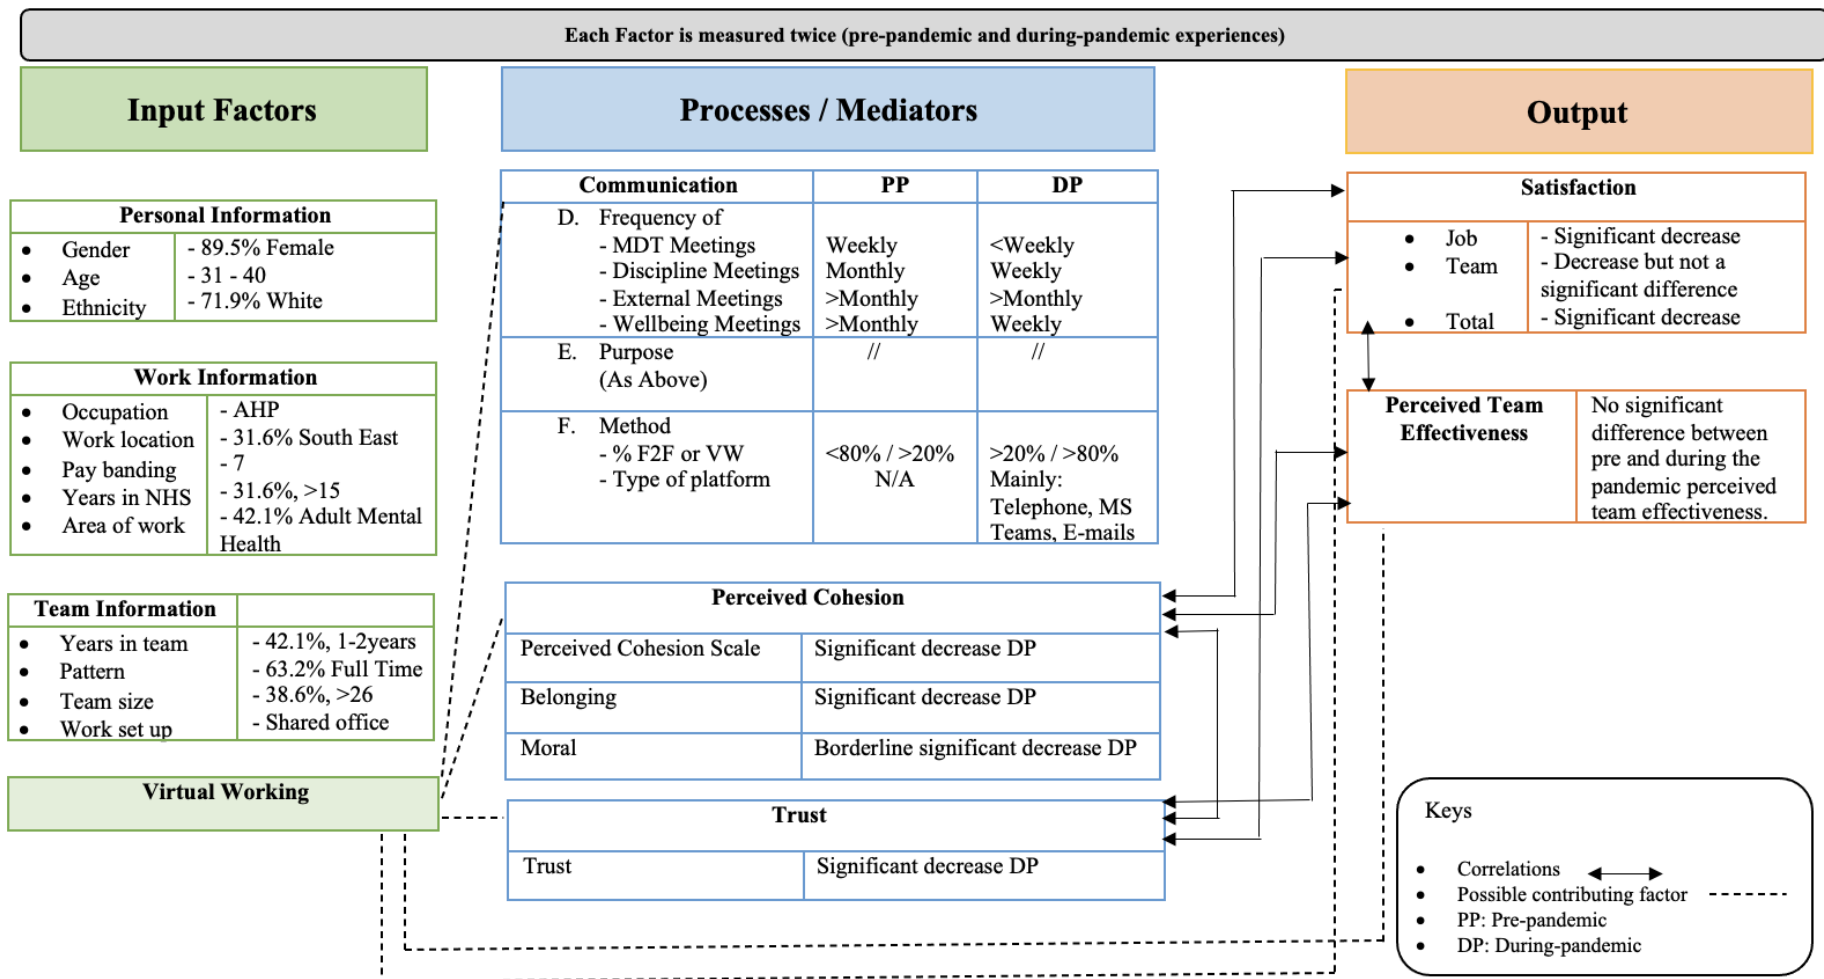 Each Factor is measured twice (pre-pandemic and during-pandemic experiences)
Input Factors
Personal Information
• Gender - 89.5% Female
• Age - 31 - 40
• Ethnicity - 71.9% White
Work Information
• Occupation - AHP
• Work location - 31.6% South East
• Pay banding - 7
• Years in NHS - 31.6%, >15
• Area of work - 42.1% Adult Mental
Health
Team Information
• Years in team - 42.1%, 1-2years
• Pattern - 63.2% Full Time
• Team size - 38.6%, >26
• Work set up - Shared office
Virtual Working
Processes / Mediators
Communication PP DP
D. Frequency of
- MDT Meetings Weekly <Weekly
- Discipline Meetings Monthly Weekly
- External Meetings >Monthly >Monthly
- Wellbeing Meetings >Monthly Weekly
E. Purpose // //
(As Above)
F. Method
- % F2F or VW <80% / >20% >20% / >80%
- Type of platform N/A Mainly:
Telephone, MS
Teams, E-mails
Perceived Cohesion
Perceived Cohesion Scale Significant decrease DP
Belonging Significant decrease DP
Moral Borderline significant decrease DP
Trust
Trust Significant decrease DP
Output
Satisfaction
• Job - Significant decrease
• Team - Decrease but not a
significant difference
• Total - Significant decrease
Perceived Team
Effectiveness
No significant
difference between
pre and during the
pandemic perceived
team effectiveness.
Keys
• Correlations
• Possible contributing factor
• PP: Pre-pandemic
• DP: During-pandemic